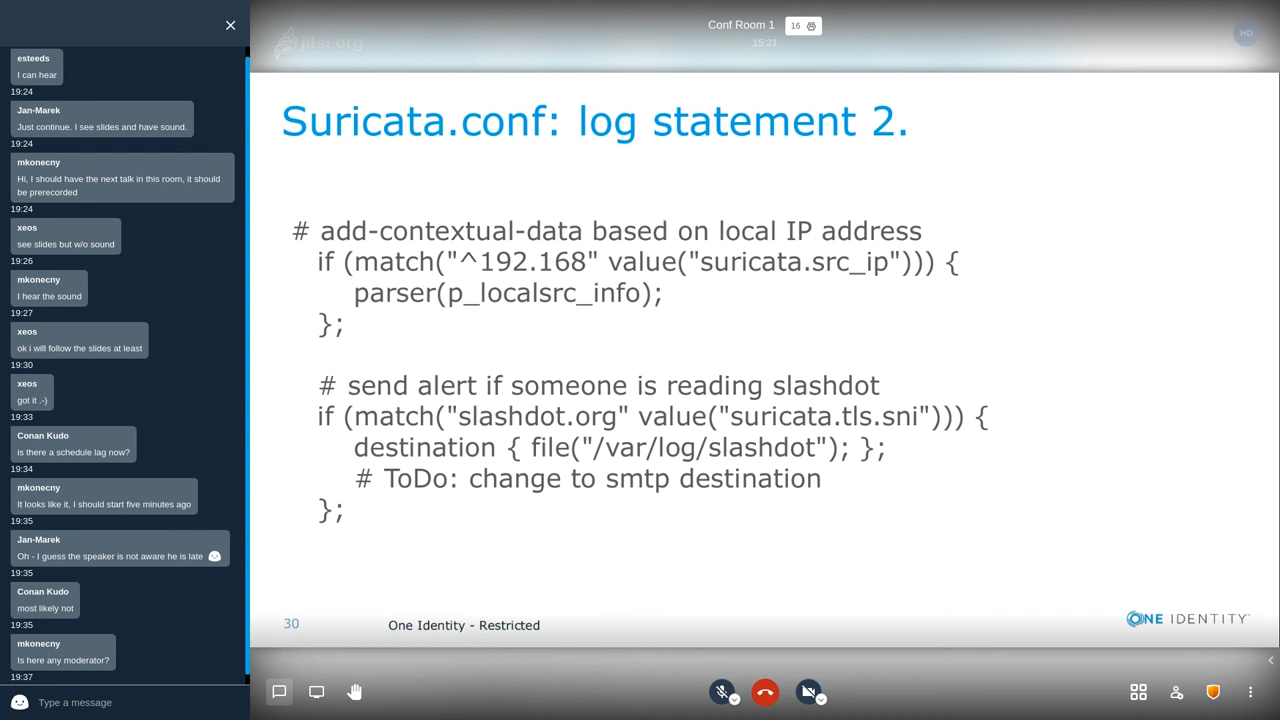 esteeds
I can hear
19:24
Jan-Marek
Just continue. I see slides and have sound.
19:24
mkonecny
Hi, I should have the next talk in this room, it should
be prerecorded
19:24
xeos
see slides but w/o sound
19:26
mkonecny
I hear the sound
19:27
xeos
ok i will follow the slides at least
19:30
xeos
got it .-)
19:33
Conan Kudo
is there a schedule lag now?
19:34
mkonecny
It looks like it, I should start five minutes ago
19:35
Jan-Marek
Oh - I guess the speaker is not aware he is late
19:35
Conan Kudo
most likely not
19:35
mkonecny
Is here any moderator?
19:37
Type a message
jitsi.org
Conf Room 1
16
15:21
HD
Suricata.conf: log statement 2.
# add-contextual-data based on local IP address
if (match("^192.168" value("suricata.src_ip"))) {
parser(p_localsrc_info);
};
# send alert if someone is reading slashdot
if (match("slashdot.org" value("suricata.tls.sni"))) {
destination { file("/var/log/slashdot"); };
# ToDo: change to smtp destination
};
30
One Identity - Restricted
ONE IDENTITY